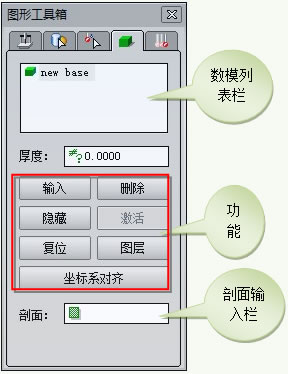 图形工具箱
new base
数模列
表栏
厚度：
0.0000
输入 删除
隐藏 激活
复位 图层
坐标系对齐
功
能
剖面：
剖面输
入栏